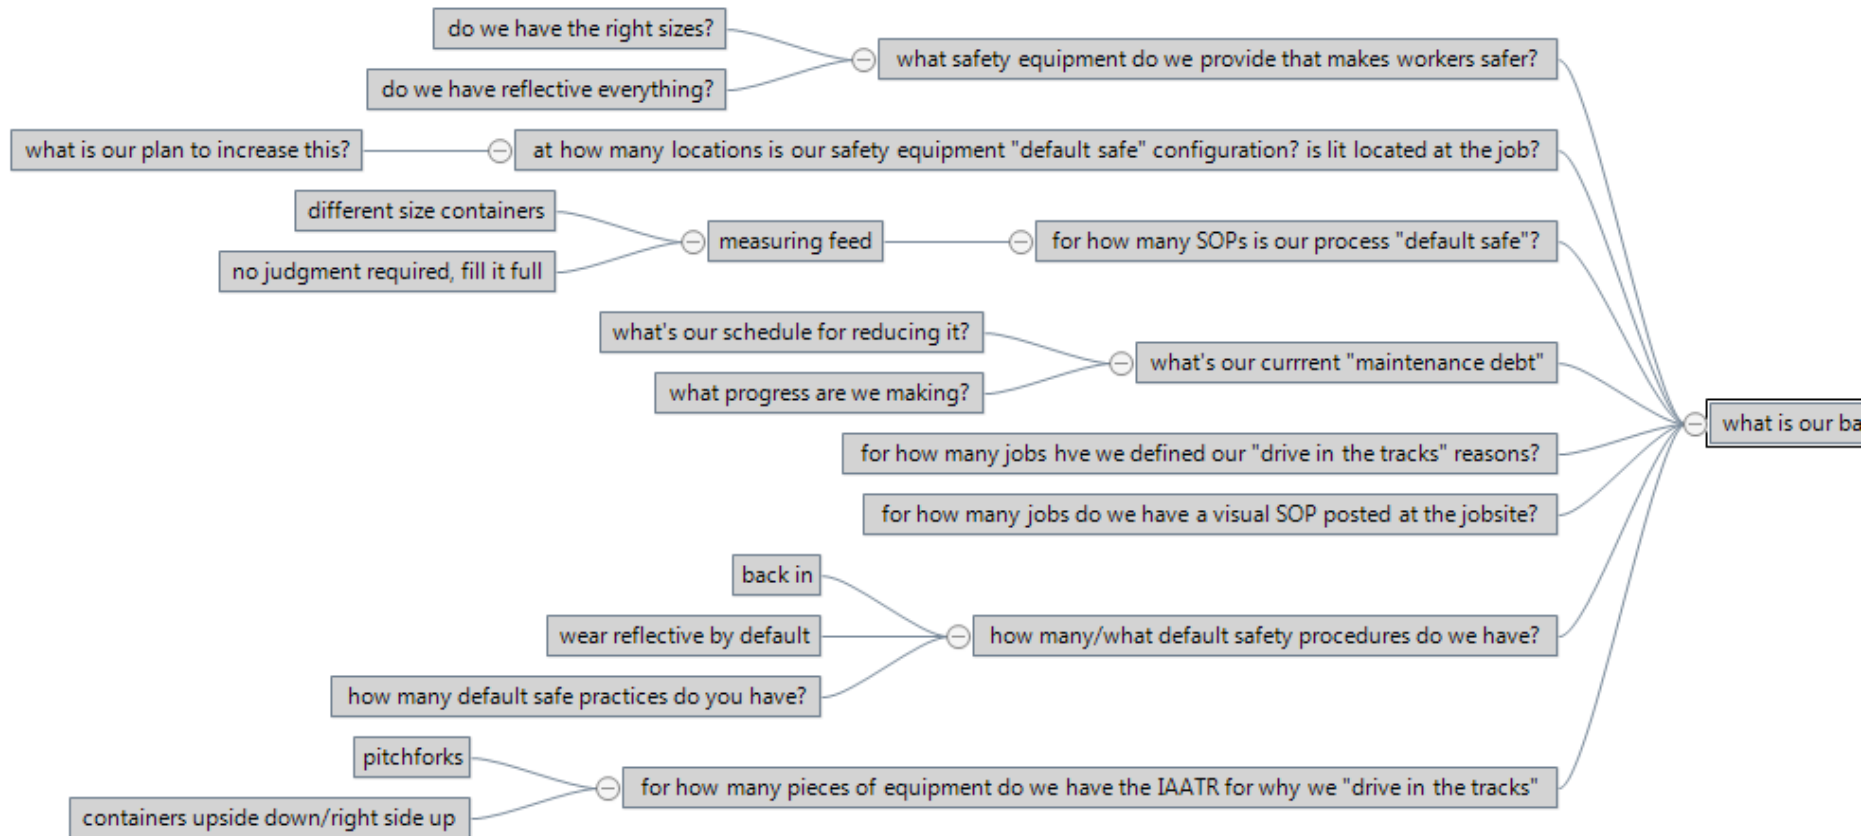 do we have the right sizes?
what safety equipment do we provide that makes workers safer?
do we have reflective everything?
what is our plan to increase this?
at how many locations is our safety equipment "default safe" configuration? is lit located at the job?
different size containers
measuring feed
for how many SOPs is our process "default safe"?
no judgment required, fill it full
what's our schedule for reducing it?
what's our currrent "maintenance debt"
what progress are we making?
what is our ba
for how many jobs hve we defined our "drive in the tracks" reasons?
for how many jobs do we have a visual SOP posted at the jobsite?
back in
wear reflective by default
how many/what default safety procedures do we have?
how many default safe practices do you have?
pitchforks
for how many pieces of equipment do we have the IAATR for why we "drive in the tracks"
containers upside down/right side up